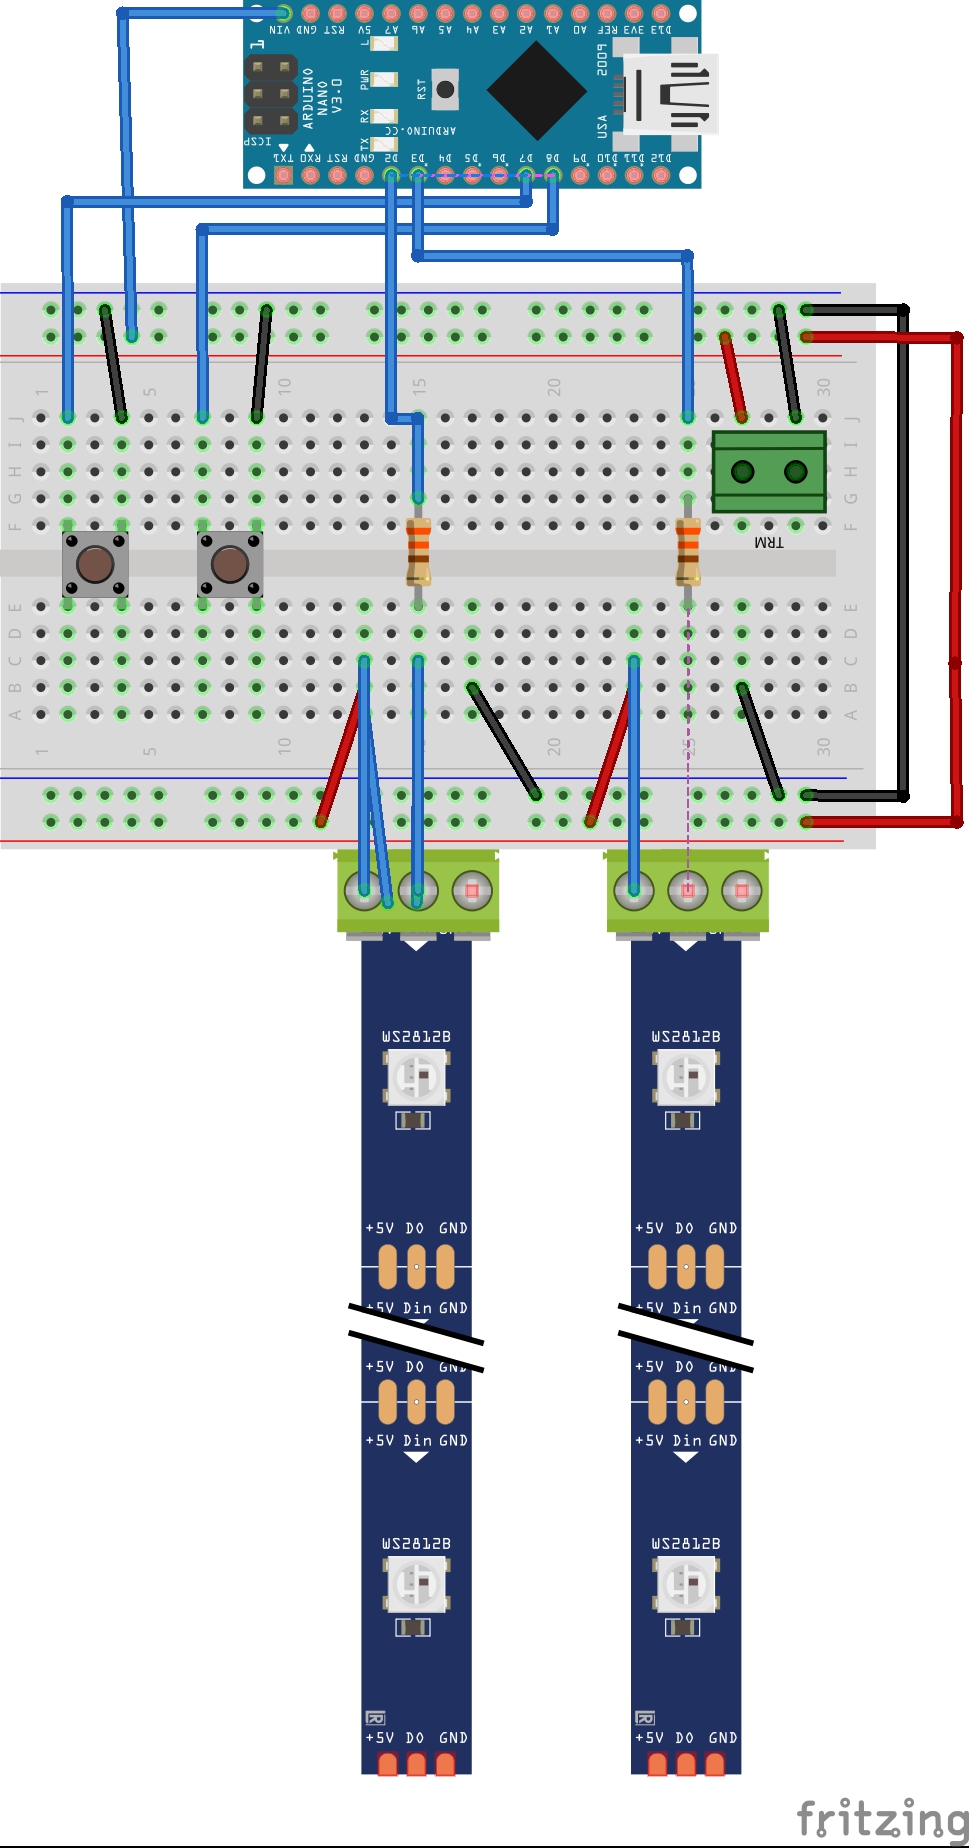 VIN GND RST 5V A7 A6 A5 A4 A3 A2 A1 A0 REF 3V3 D13
1
L
PWR
RX
TX
RST
ARDUINO
NANO
V3.0
ARDUINO.CC
ICSP
USA
TX1 RX0 RST GND D2 D3 D4 D5 D6 D7 D8 D9 D10 D11 D12
1 5 10 15 20 30
J J
I I
H H
G G
F F
TRM
E E
D D
C C
B B
A A
1 5 10 20 25 30
WS2812B WS2812B
+5V DO GND +5V DO GND
+5V Din GND +5V Din GND
+5V DO GND +5V DO GND
+5V Din GND +5V Din GND
WS2812B WS2812B
+5V DO GND +5V DO GND
fritzing